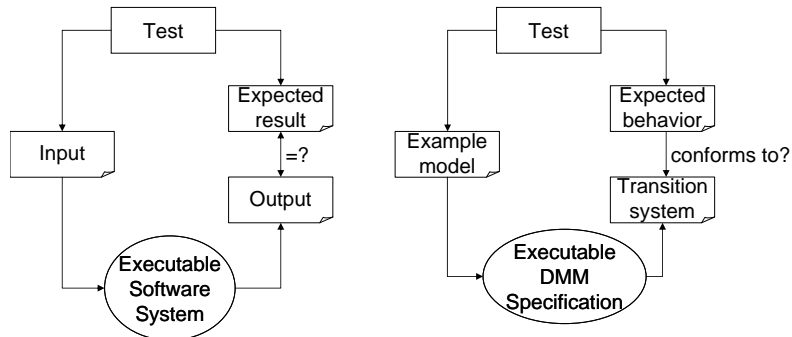 Test
Expected
result
Input
=?
Output
Executable
Software
System
Test
Expected
behavior
Example
model
conforms to?
Transition
system
Executable
DMM
Specification